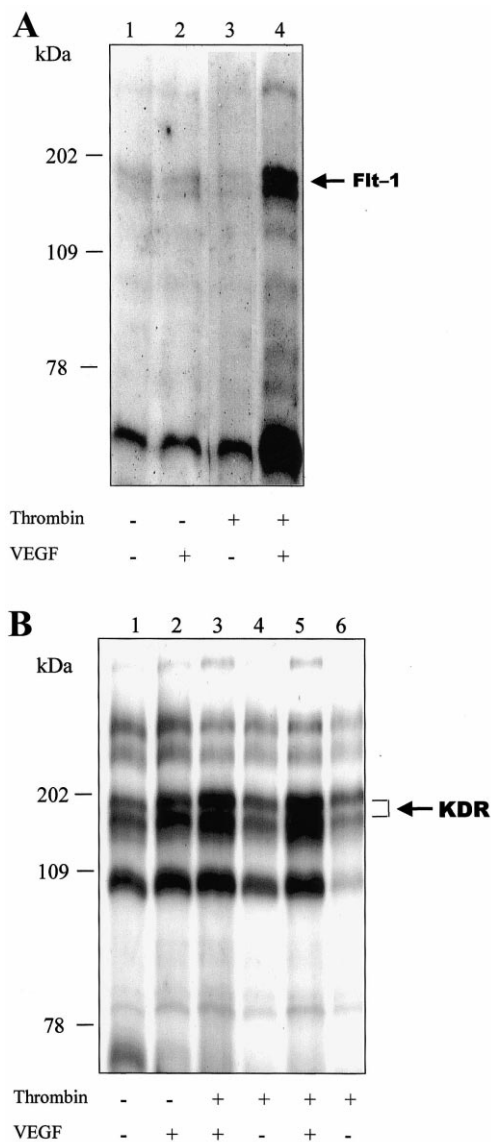 A
1 2 3 4
kDa
202
Flt–1
109
78
Thrombin - - + +
VEGF - + - +
B
1 2 3 4 5 6
kDa
202
KDR
109
78
Thrombin - - + + + +
VEGF - + + - + -